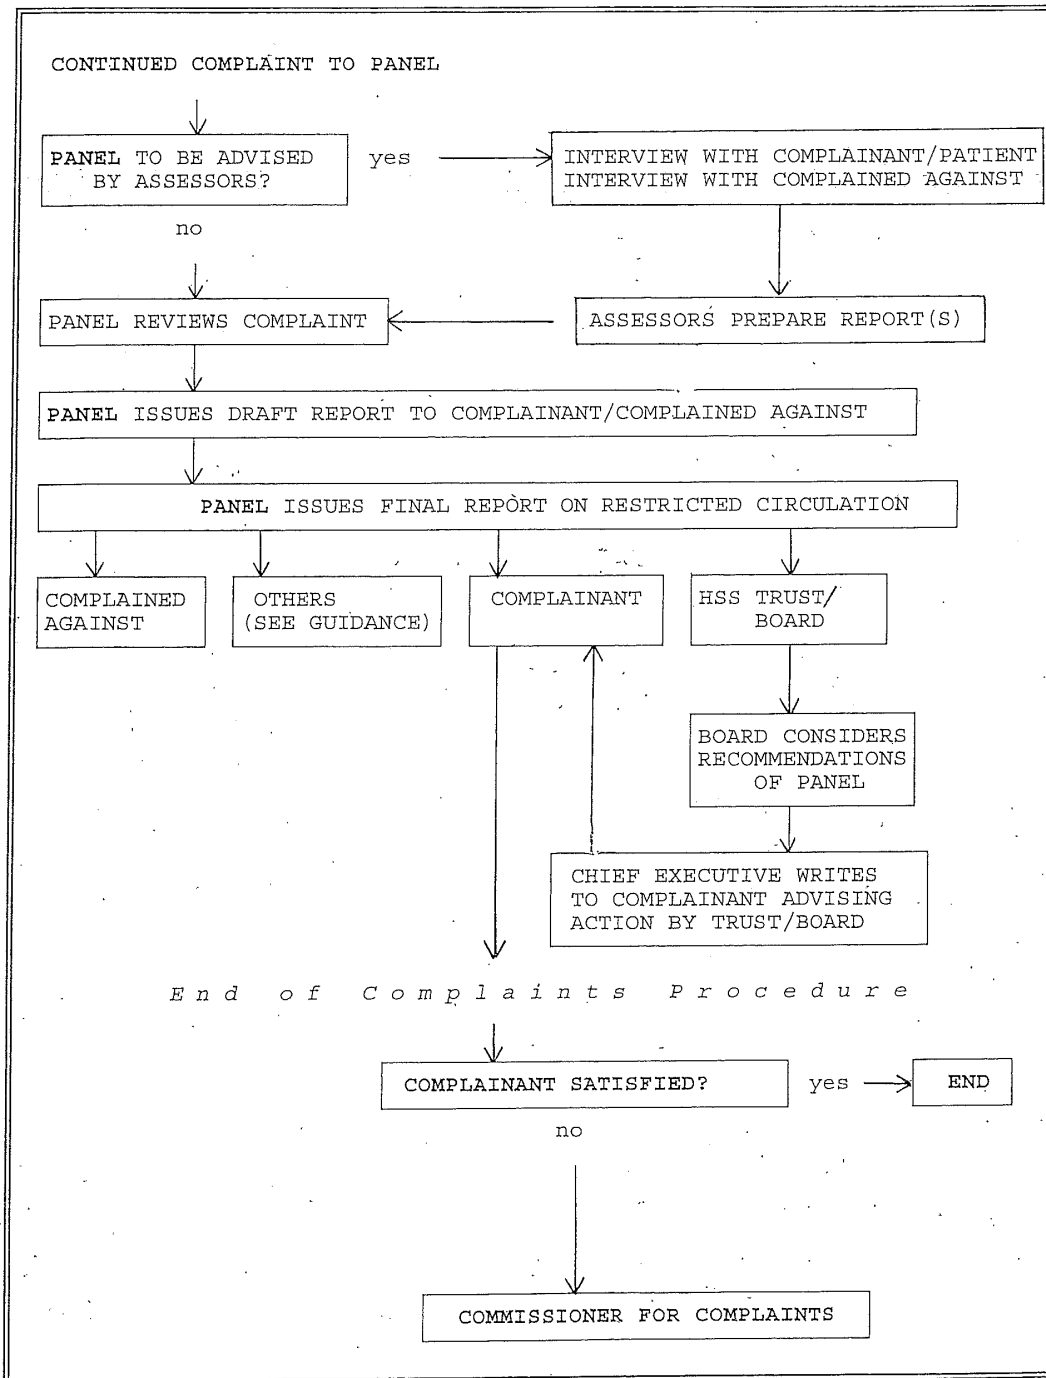 CONTINUED COMPLAINT TO PANEL
PANEL TO BE ADVISED
BY ASSESSORS?
yes
INTERVIEW WITH COMPLAINANT/PATIENT
INTERVIEW WITH COMPLAINED AGAINST
no
PANEL REVIEWS COMPLAINT
ASSESSORS PREPARE REPORT(S)
PANEL ISSUES DRAFT REPORT TO COMPLAINANT/COMPLAINED AGAINST
PANEL ISSUES FINAL REPORT ON RESTRICTED CIRCULATION
COMPLAINED
AGAINST
OTHERS
(SEE GUIDANCE)
COMPLAINANT
HSS TRUST/
BOARD
BOARD CONSIDERS
RECOMMENDATIONS
OF PANEL
CHIEF EXECUTIVE WRITES
TO COMPLAINANT ADVISING
ACTION BY TRUST/BOARD
End of Complaints Procedure
COMPLAINANT SATISFIED?
yes
END
no
COMMISSIONER FOR COMPLAINTS